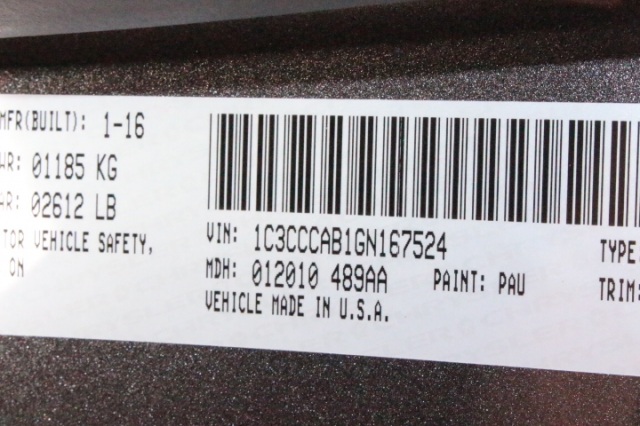 MFR(BUILT): 1-16
WR: 01185 KG
AR: 02612 LB
TOR VEHICLE SAFETY,
ON
VIN: 1C3CCCAB1GN167524
MDH: 012010 489AA PAINT: PAU
VEHICLE MADE IN U.S.A.
TYPE:
TRIM: